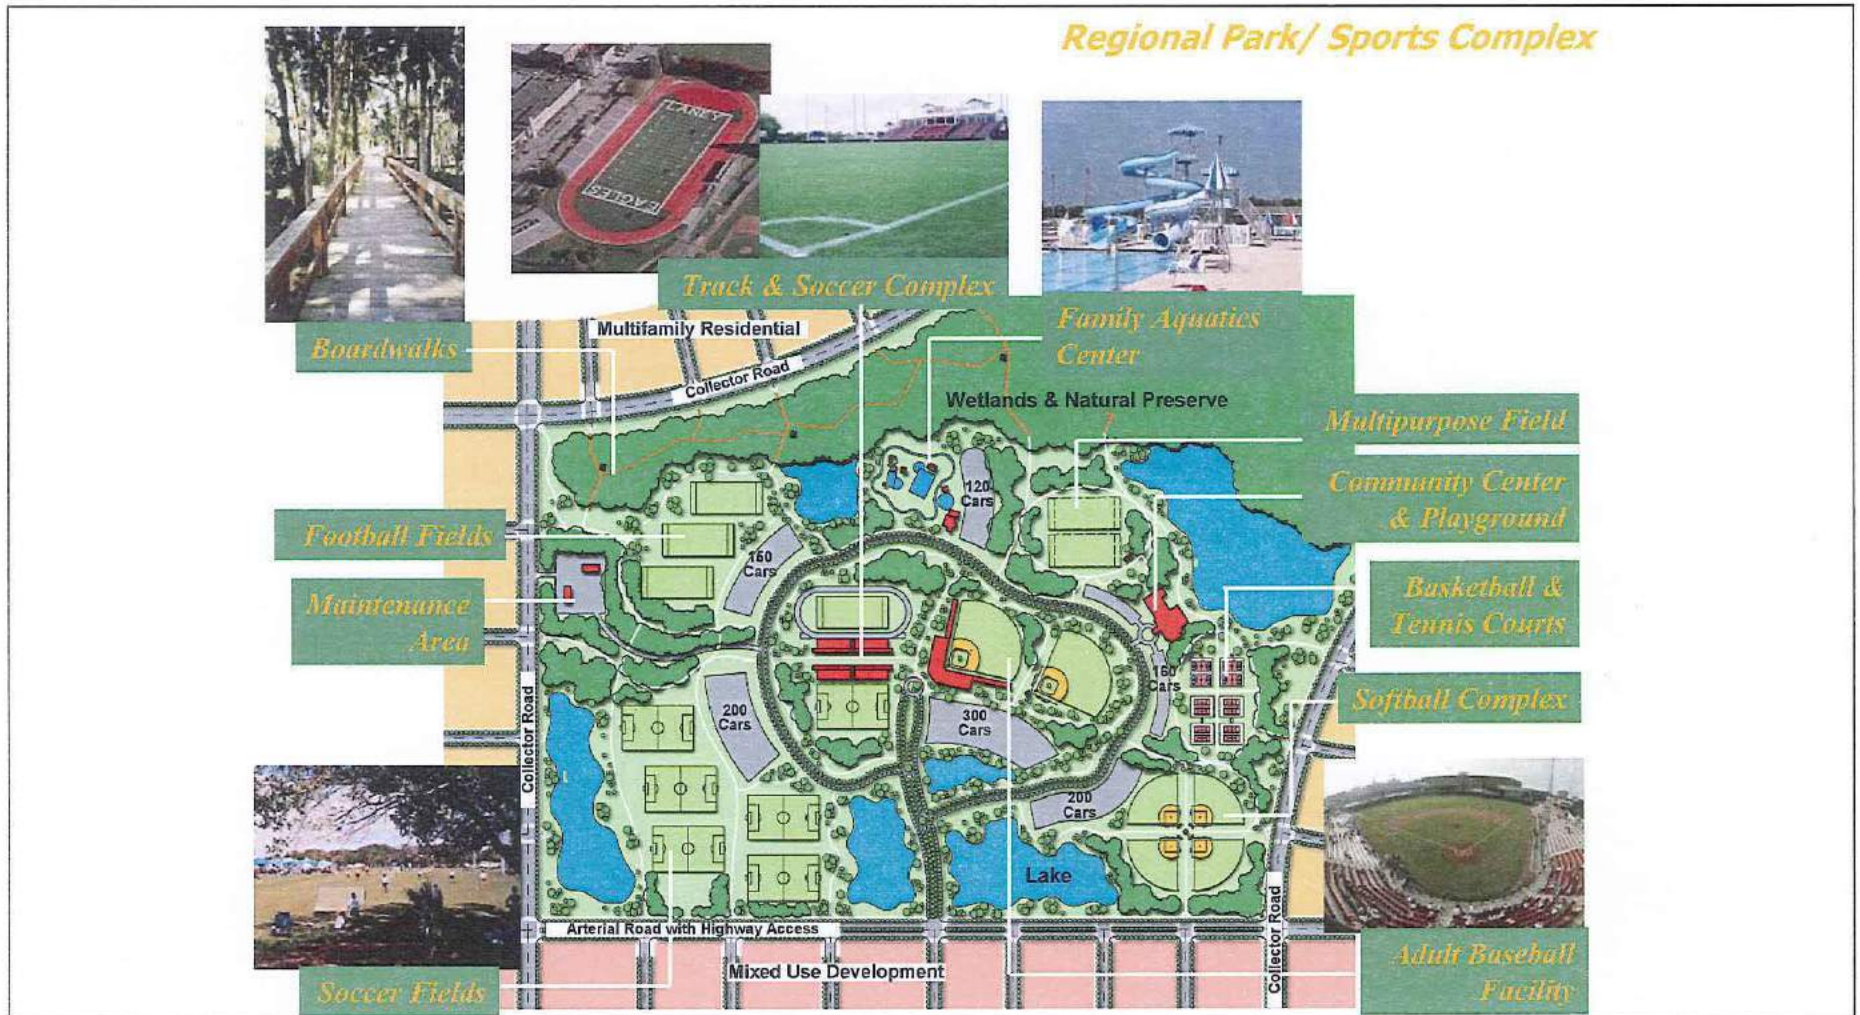 Regional Park/ Sports Complex
LANEY
EAGLES
Track & Soccer Complex
Family Aquatics
Center
Boardwalks
Multifamily Residential
Collector Road
Wetlands & Natural Preserve
Multipurpose Field
Community Center
& Playground
Football Fields
120
Cars
150
Cars
Maintenance
Area
Basketball &
Tennis Courts
150
Cars
Softball Complex
200
Cars
300
Cars
Collector Road
200
Cars
Lake
Arterial Road with Highway Access
Collector Road
Mixed Use Development
Soccer Fields
Adult Baseball
Facility